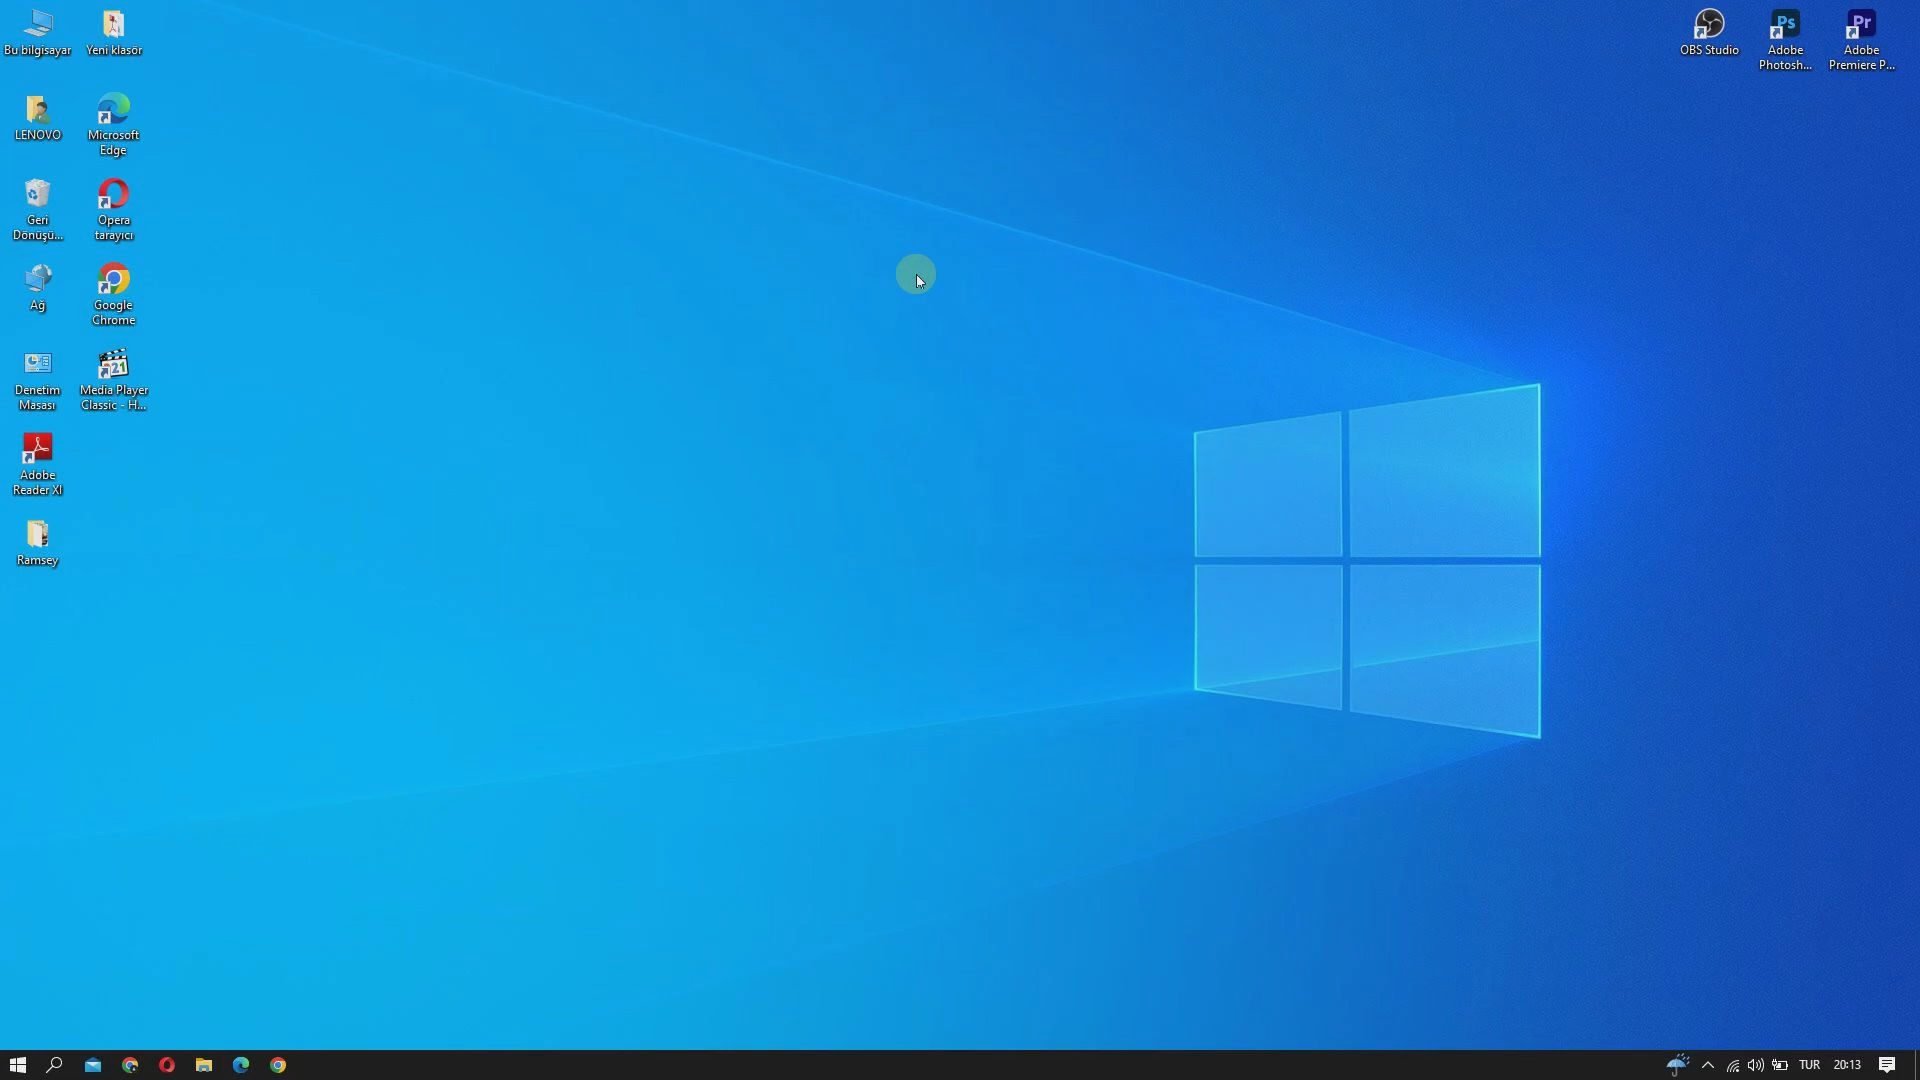 Bu bilgisayar
Yeni klasör
LENOVO
Microsoft
Edge
Geri
Dönüşü...
Opera
tarayıcı
Ağ
Google
Chrome
Denetim
Masası
Media Player
Classic - H...
Adobe
Reader XI
Ramsey
OBS Studio
Adobe
Photosh...
Adobe
Premiere P...
Ps
Pr
321
TUR
20:13